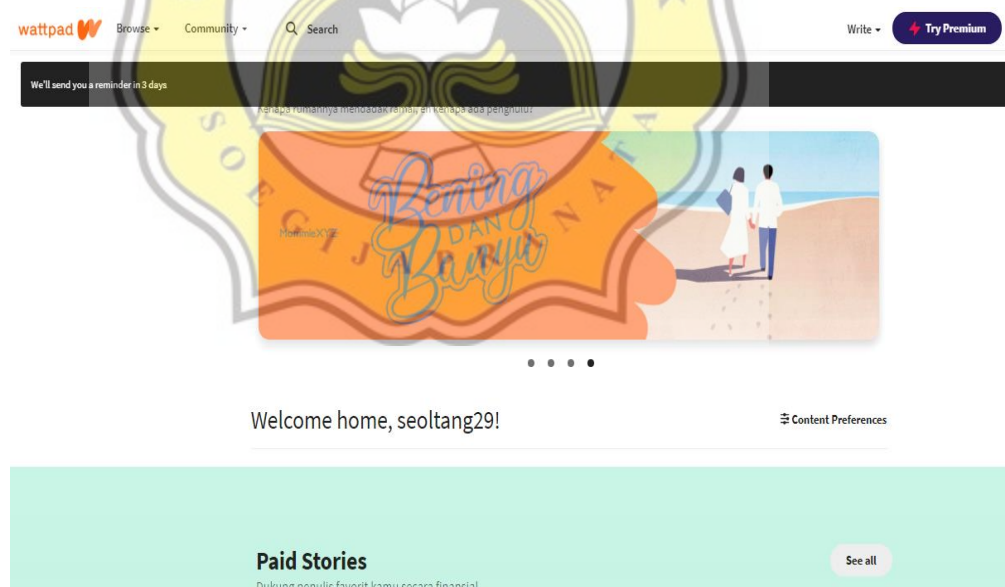 wattpad Browse Community Search Write Try Premium
We'll send you a reminder in 3 days
Kenapa rumahnya mendadak ramai, eh kenapa ada penghulu?
Bening
DAN
Banyu
MommieXYZ
SOEGIJAPRANATA
Welcome home, seoltang29!
Content Preferences
Paid Stories
See all
Dukung penulis favorit kamu secara finansial